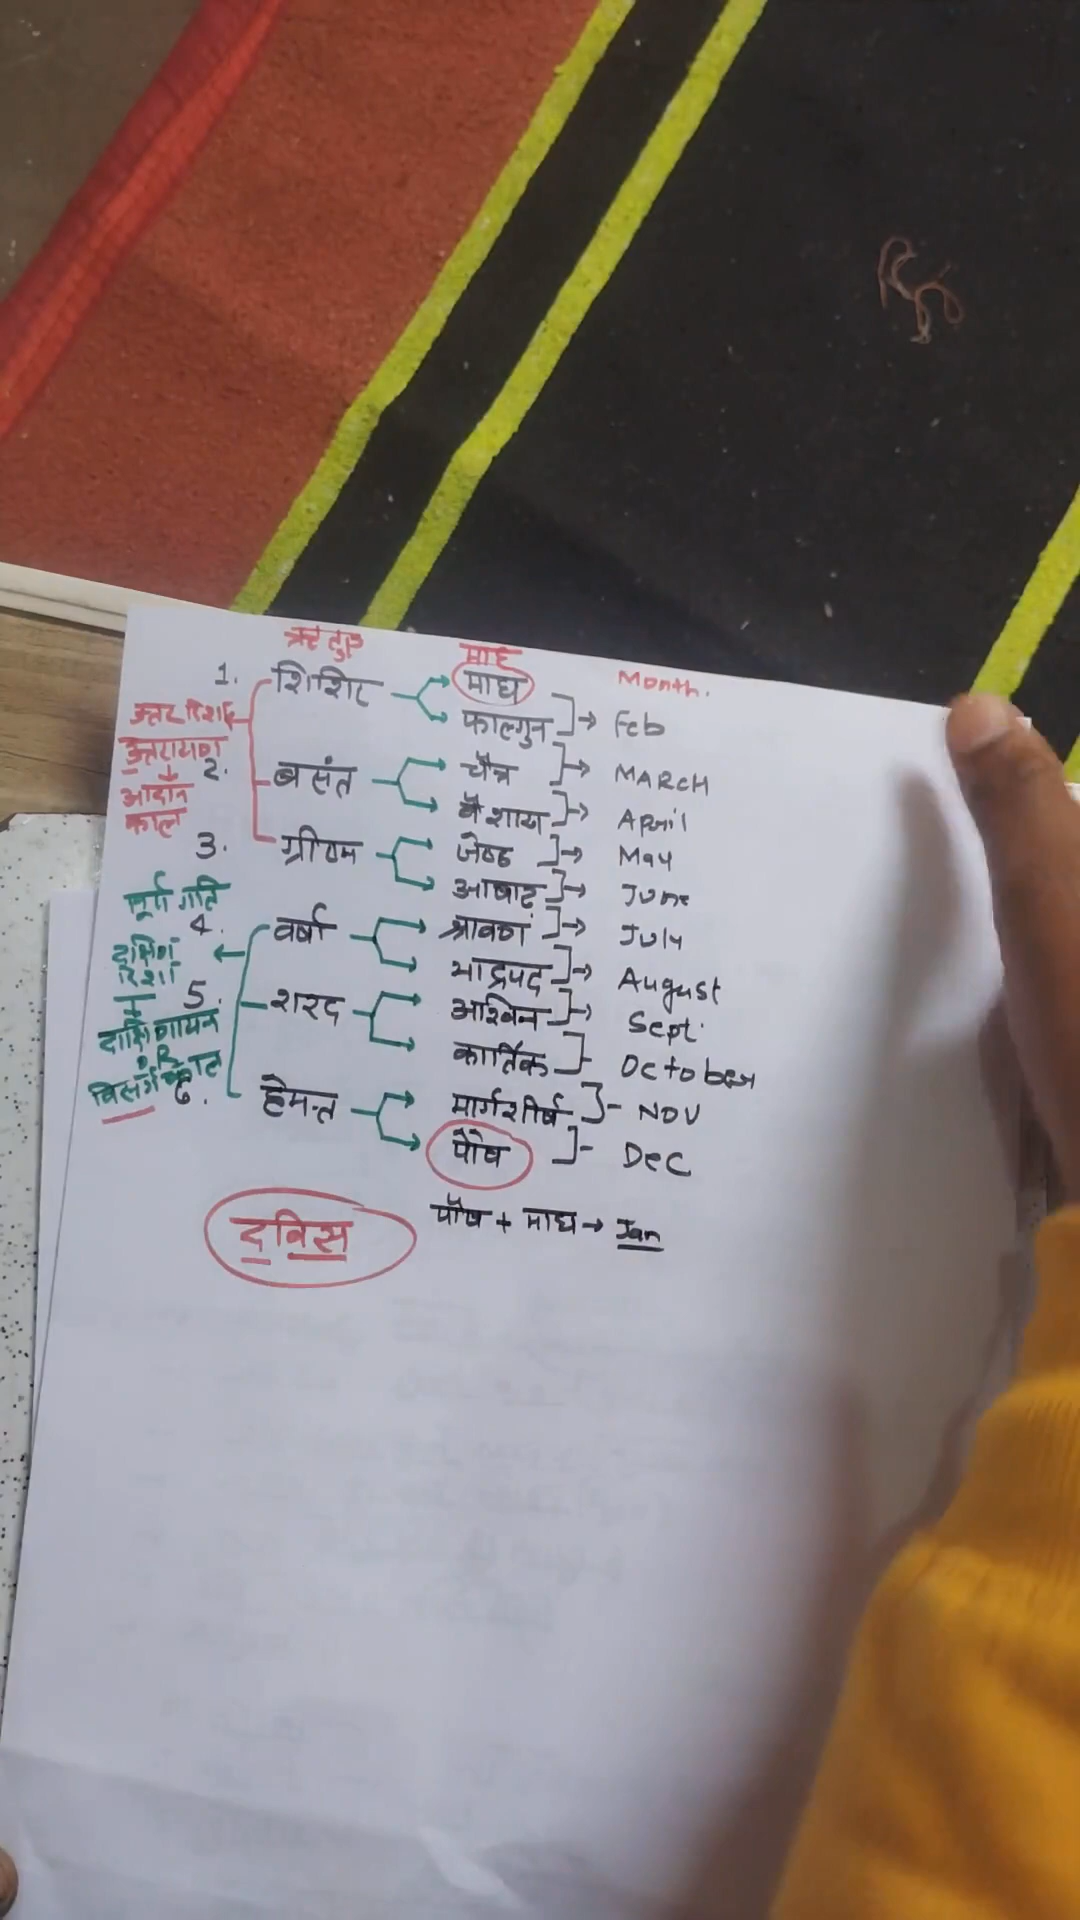 ऋतुएं माह Month.
1. शिशिर माघ
फाल्गुन → Feb
उत्तर दिशा
उत्तरायण
आदान
काल
2. बसंत चैत्र → MARCH
वैशाख → April
3. ग्रीष्म जेष्ठ → May
आषाढ़ → June
4. वर्षा श्रावण → July
भाद्रपद → August
गति
दक्षिण
दिशा
5. शरद अश्विन Sept.
कार्तिक - October
दक्षिणायन
OR
विसर्ग काल
6. हेमन्त मार्गशीर्ष - NOV
पौष - Dec
पौष + माघ → Jan
दविस